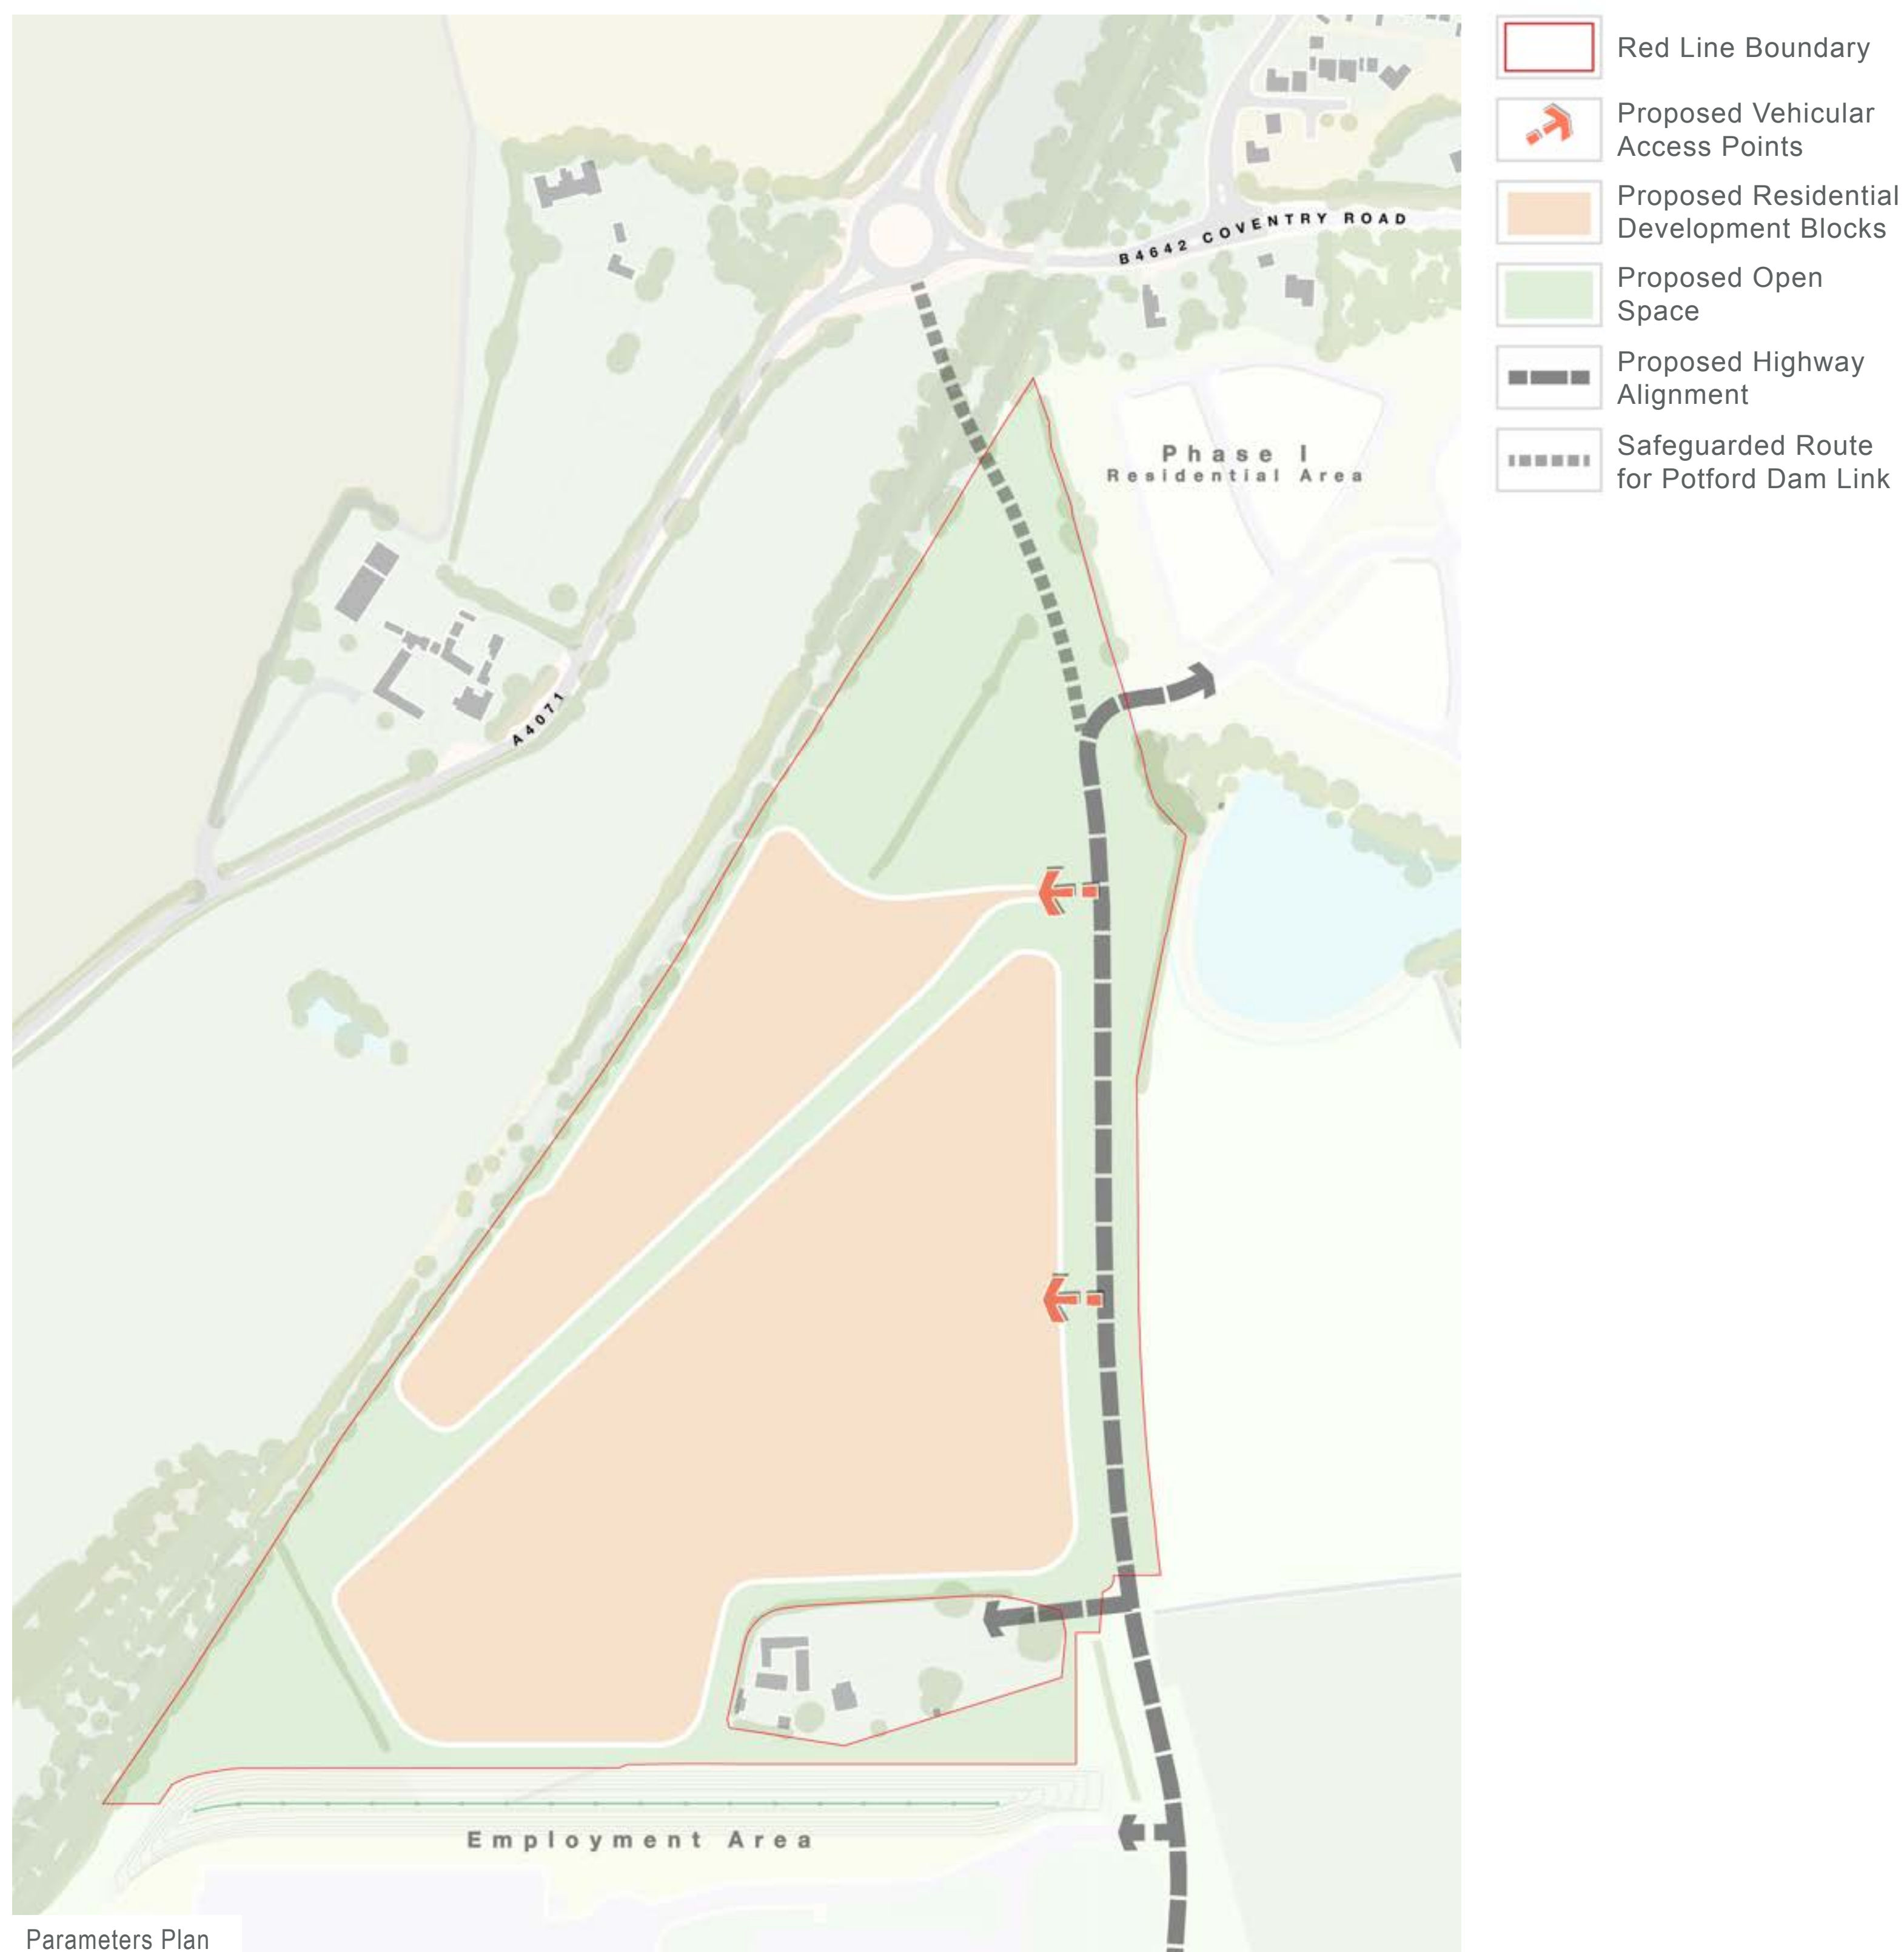 Red Line Boundary
Proposed Vehicular
Access Points
Proposed Residential
Development Blocks
Proposed Open
Space
Proposed Highway
Alignment
Safeguarded Route
for Potford Dam Link
B4642 COVENTRY ROAD
Phase I
Residential Area
A4071
Employment Area
Parameters Plan